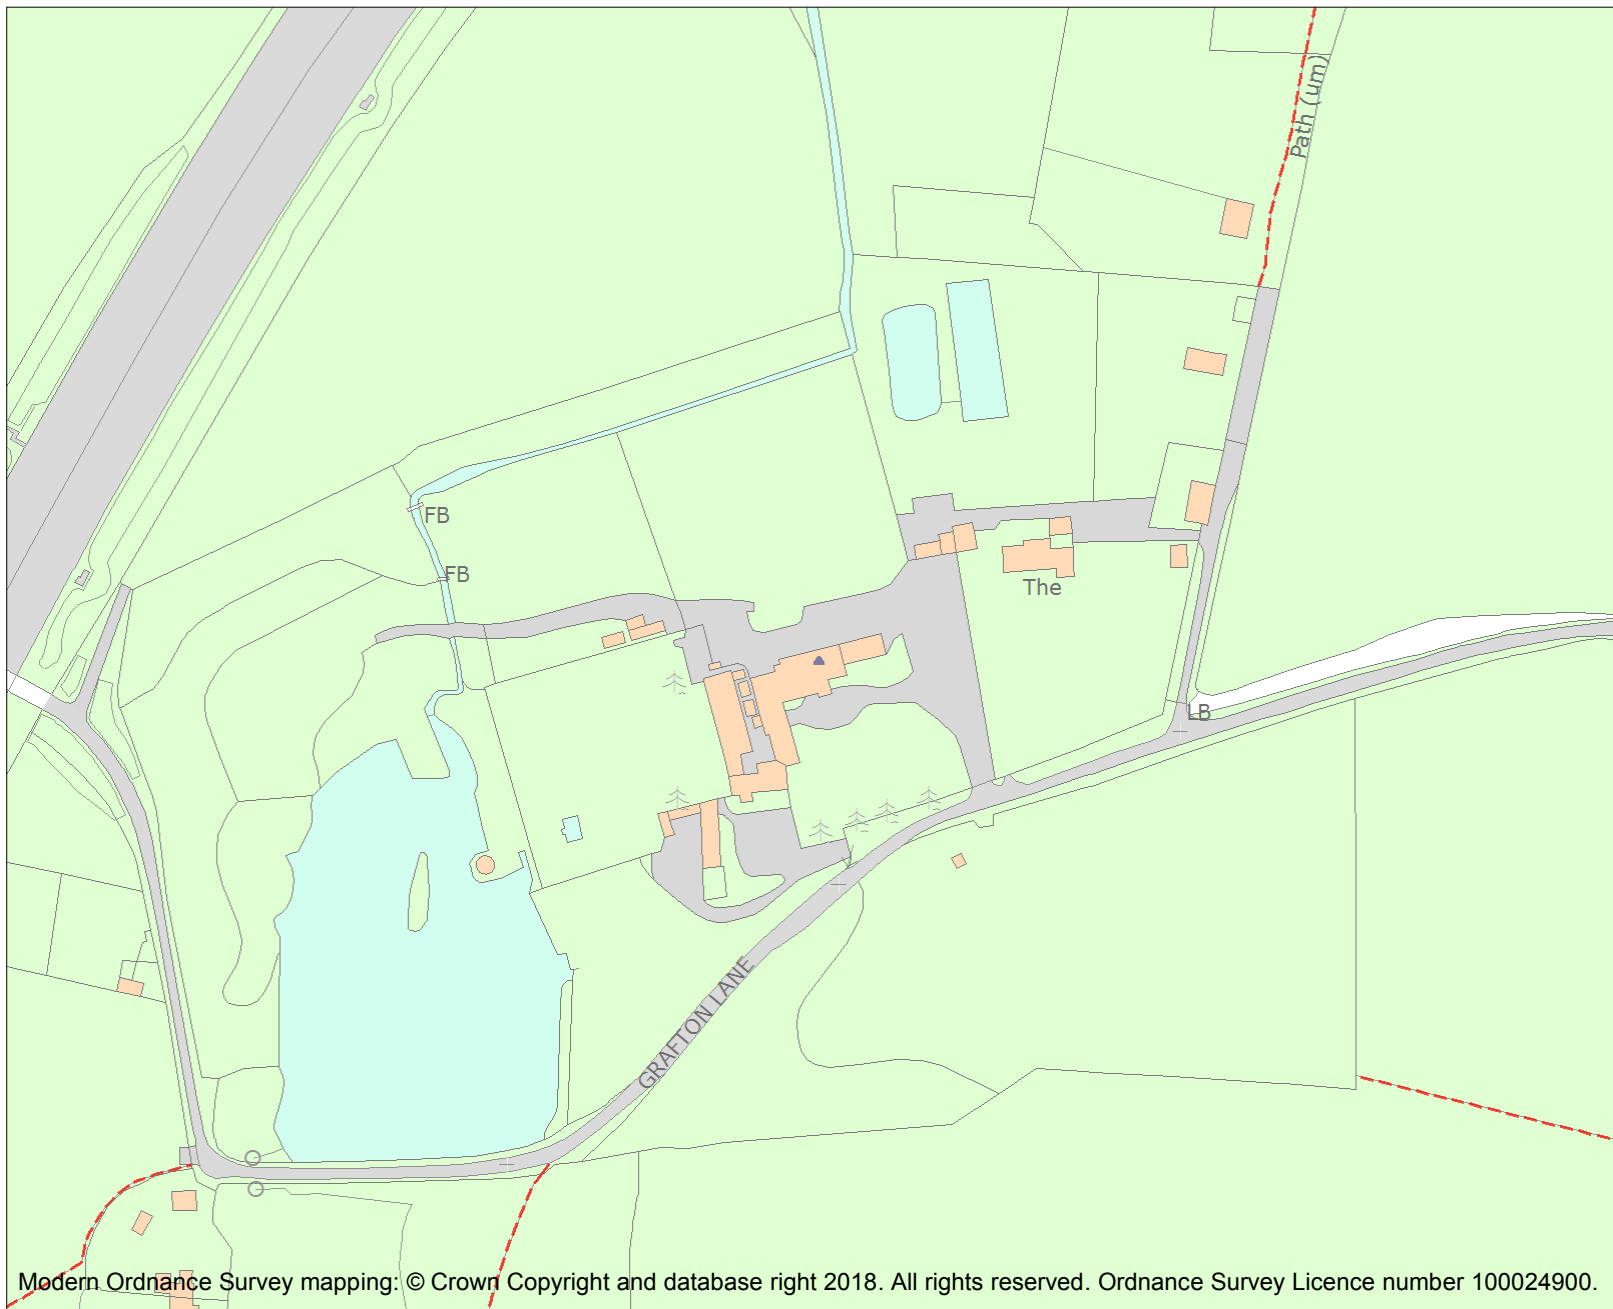 Path (um)
FB
FB
The
LB
GRAFTON LANE
Modern Ordnance Survey mapping: © Crown Copyright and database right 2018. All rights reserved. Ordnance Survey Licence number 100024900.